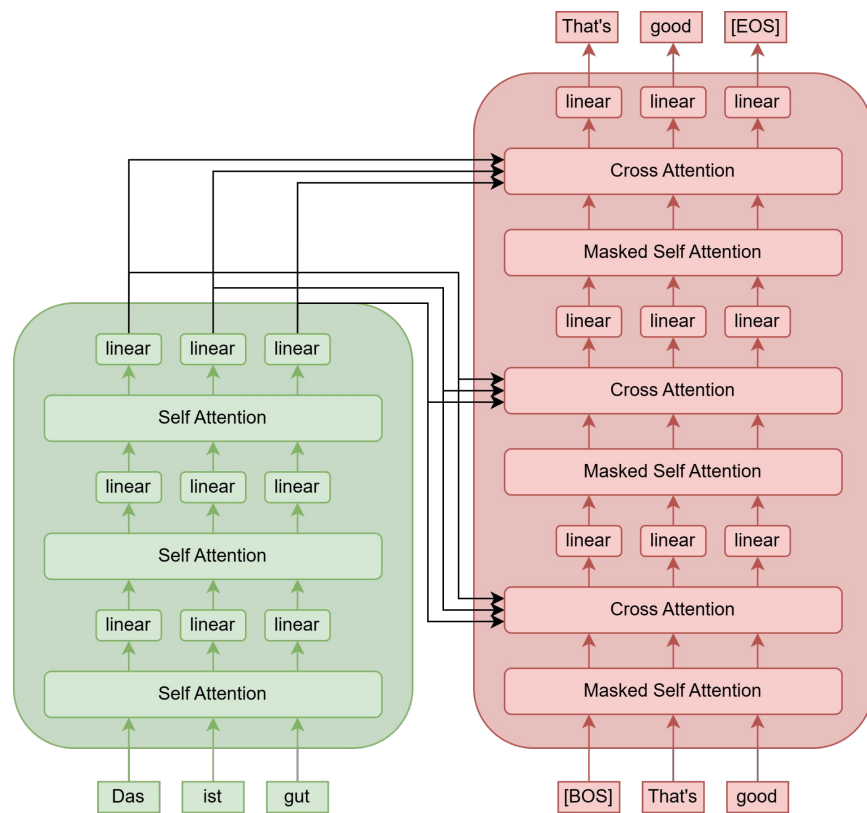 That's good [EOS]
linear linear linear
Cross Attention
Masked Self Attention
linear linear linear
Cross Attention
Masked Self Attention
linear linear linear
Cross Attention
Masked Self Attention
[BOS] That's good
linear linear linear
Self Attention
linear linear linear
Self Attention
linear linear linear
Self Attention
Das ist gut